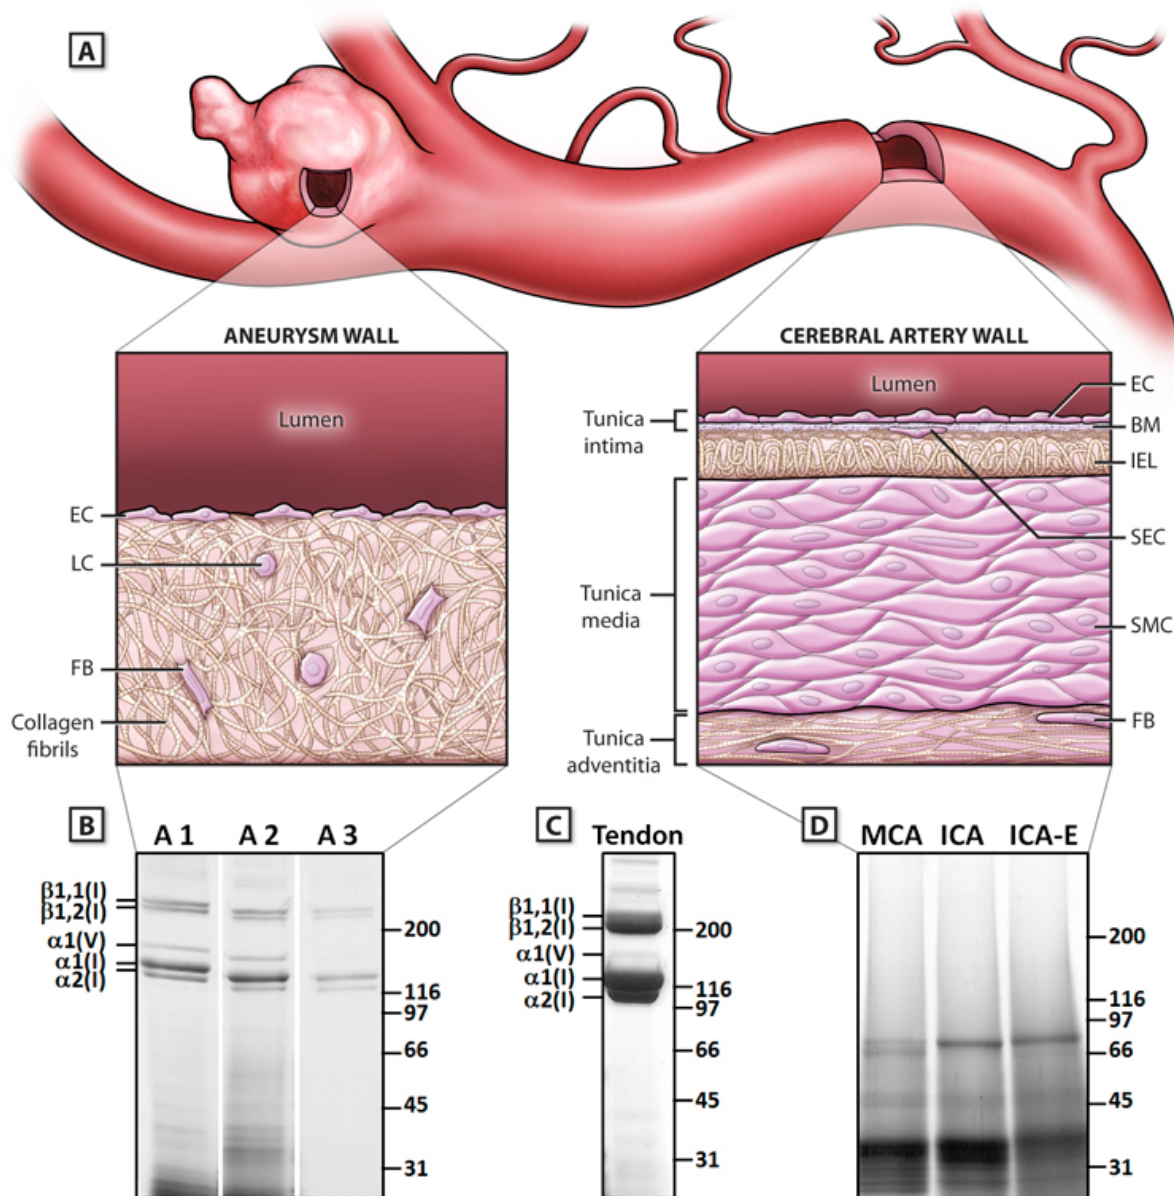 A
ANEURYSM WALL
Lumen
EC
LC
FB
Collagen
fibrils
CEREBRAL ARTERY WALL
Lumen
Tunica
intima
Tunica
media
Tunica
adventitia
EC
BM
IEL
SEC
SMC
FB
B
A 1 A 2 A 3
β1,1(I)
β1,2(I)
α1(V)
α1(I)
α2(I)
200
116
97
66
45
31
C
Tendon
β1,1(I)
β1,2(I)
α1(V)
α1(I)
α2(I)
200
116
97
66
45
31
D
MCA ICA ICA-E
200
116
97
66
45
31